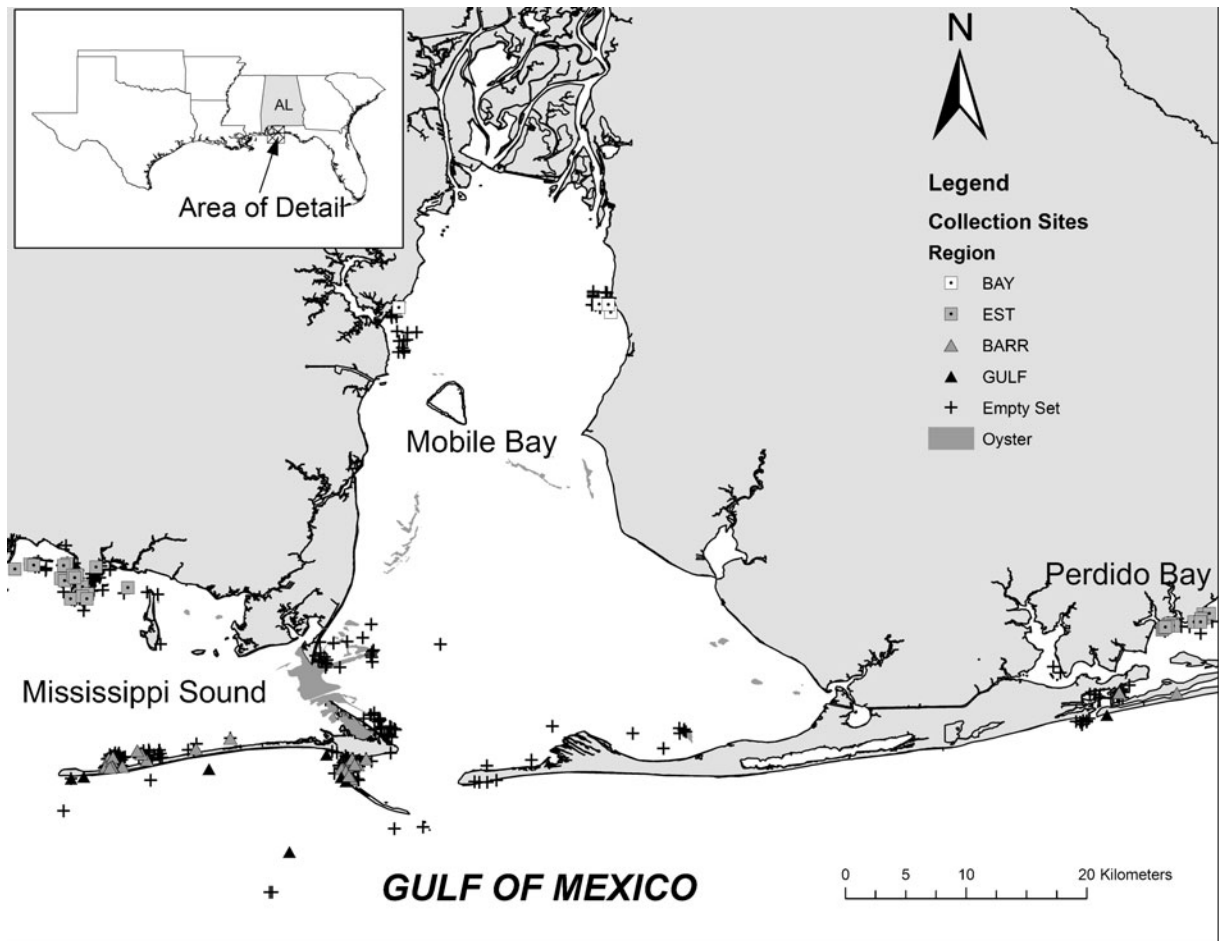 AL
Area of Detail
N
Legend
Collection Sites
Region
BAY
EST
BARR
GULF
Empty Set
Oyster
Mobile Bay
Perdido Bay
Mississippi Sound
GULF OF MEXICO
0 5 10 20 Kilometers